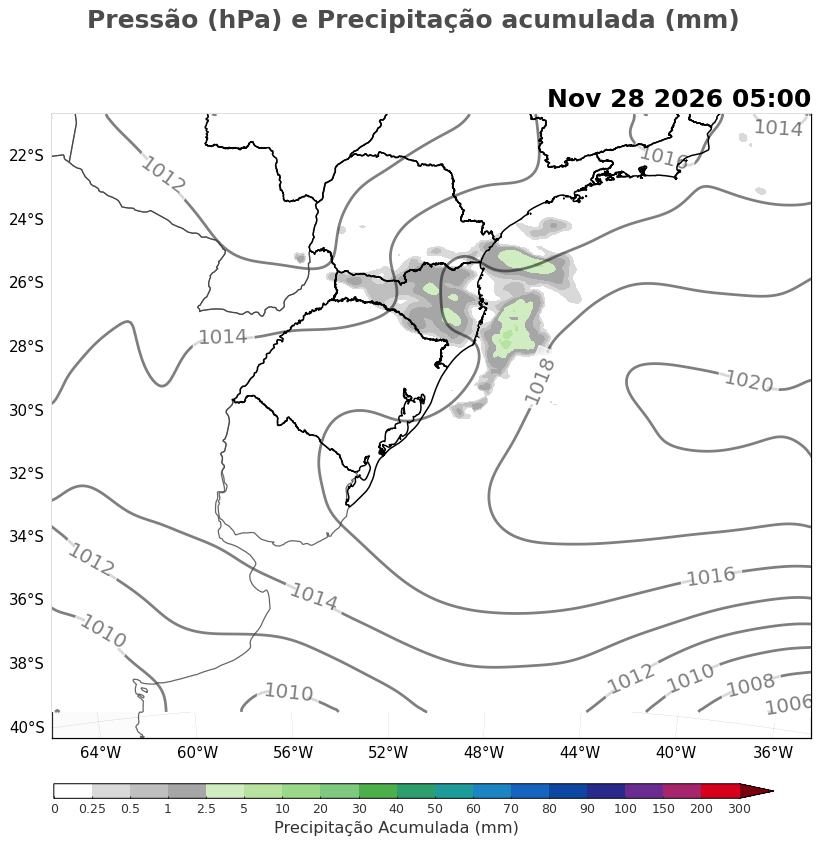 Pressão (hPa) e Precipitação acumulada (mm)
Nov 28 2026 05:00
1014
1016
1012
1014
1018
1020
1012
1014
1016
1010
1010
1012
1010
1008
1006
22°S
24°S
26°S
28°S
30°S
32°S
34°S
36°S
38°S
40°S
64°W 60°W 56°W 52°W 48°W 44°W 40°W 36°W
0 0.25 0.5 1 2.5 5 10 20 30 40 50 60 70 80 90 100 150 200 300
Precipitação Acumulada (mm)